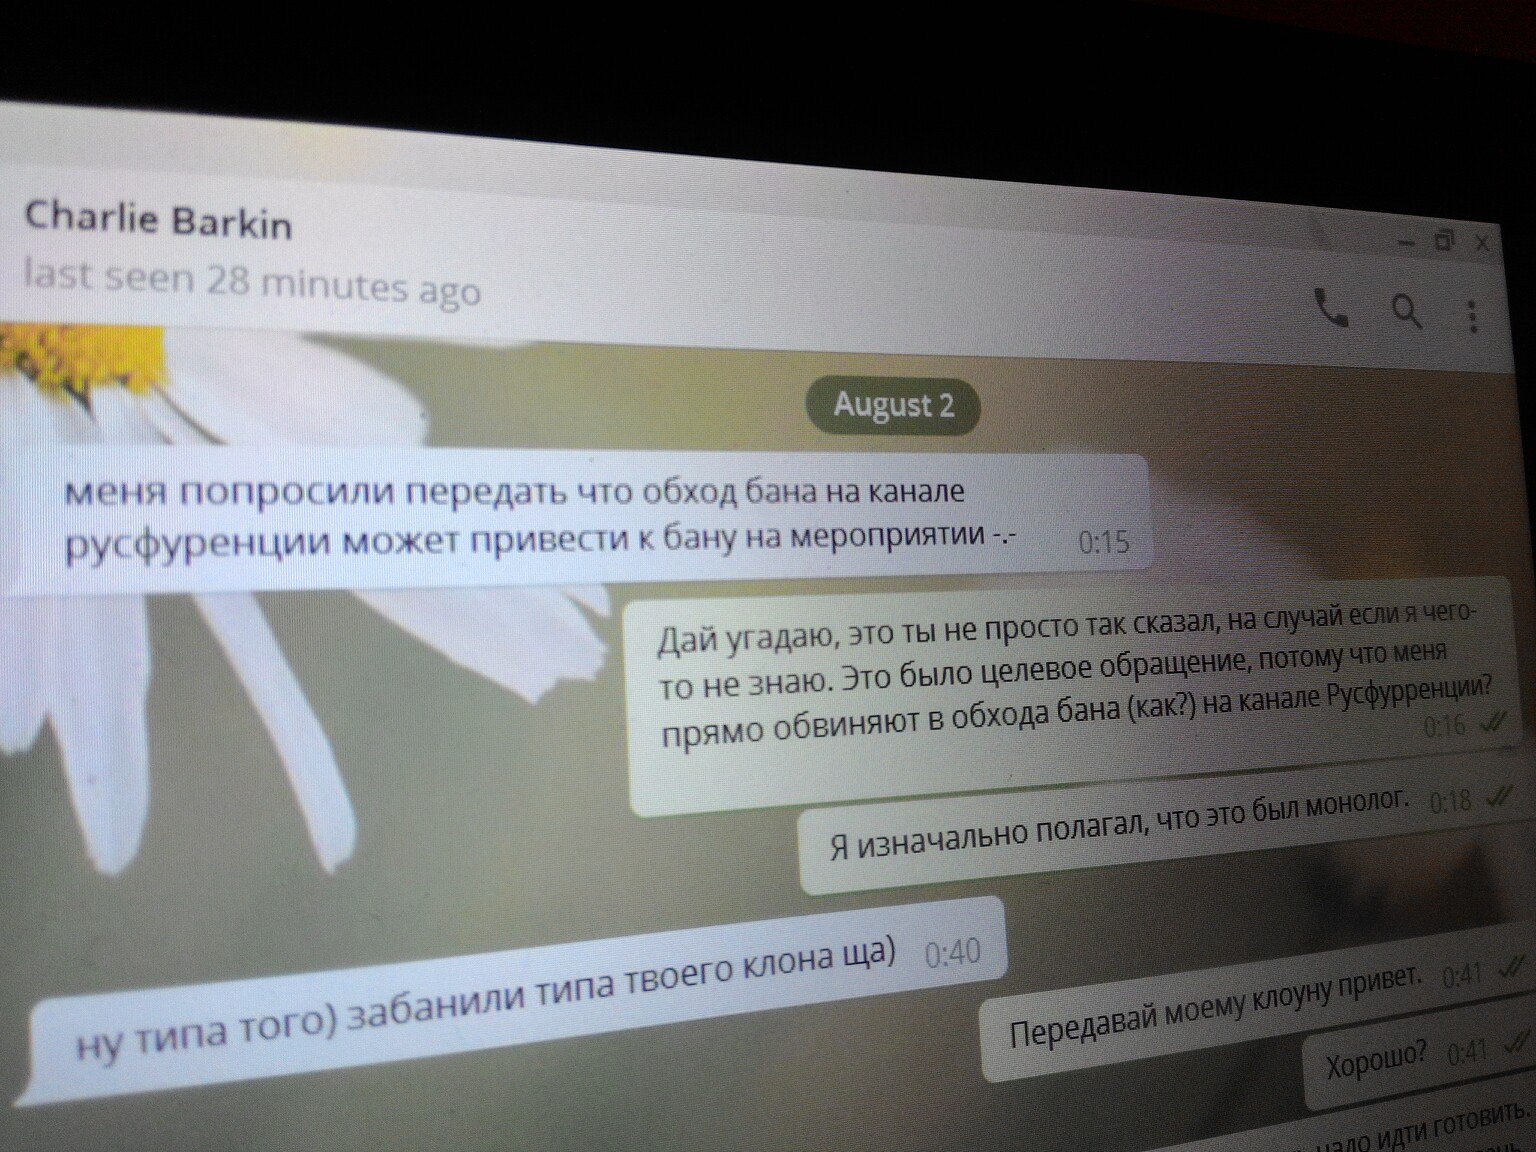 Charlie Barkin
last seen 28 minutes ago
August 2
меня попросили передать что обход бана на канале
русфуренции может привести к бану на мероприятии -.-
0:15
Дай угадаю, это ты не просто так сказал, на случай если я чего-
то не знаю. Это было целевое обращение, потому что меня
прямо обвиняют в обхода бана (как?) на канале Русфурренции?
0:16
Я изначально полагал, что это был монолог. 0:18
ну типа того) забанили типа твоего клона ща) 0:40
Передавай моему клоуну привет. 0:41
Хорошо? 0:41
надо идти готовить.